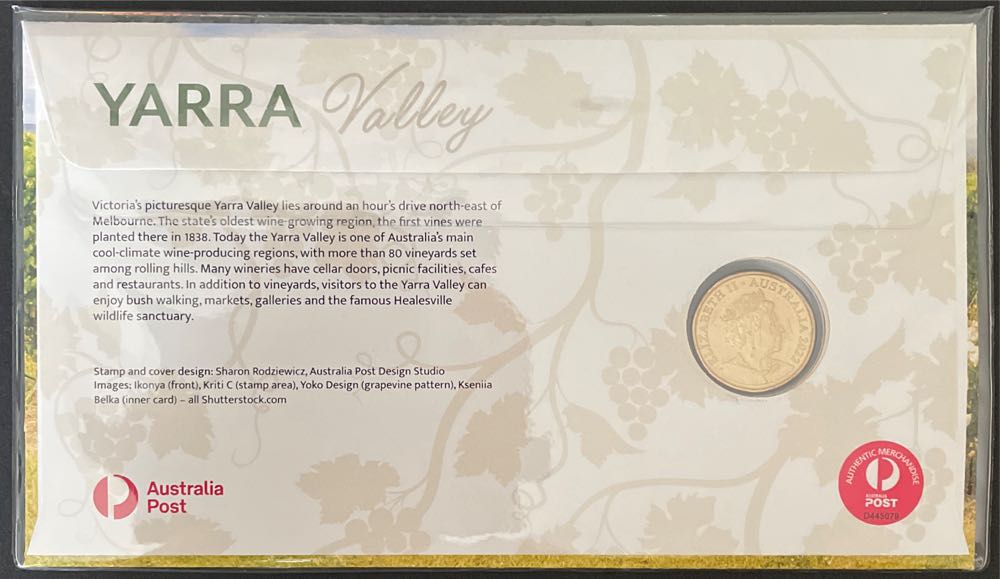 YARRA Valley
Victoria's picturesque Yarra Valley lies around an hour's drive north-east of
Melbourne. The state's oldest wine-growing region, the first vines were
planted there in 1838. Today the Yarra Valley is one of Australia's main
cool-climate wine-producing regions, with more than 80 vineyards set
among rolling hills. Many wineries have cellar doors, picnic facilities, cafes
and restaurants. In addition to vineyards, visitors to the Yarra Valley can
enjoy bush walking, markets, galleries and the famous Healesville
wildlife sanctuary.
ELIZABETH II • AUSTRALIA 2022
Stamp and cover design: Sharon Rodziewicz, Australia Post Design Studio
Images: Ikonya (front), Kriti C (stamp area), Yoko Design (grapevine pattern), Kseniia
Belka (inner card) – all Shutterstock.com
Australia
Post
AUTHENTIC MERCHANDISE
AUSTRALIA
POST
D445079